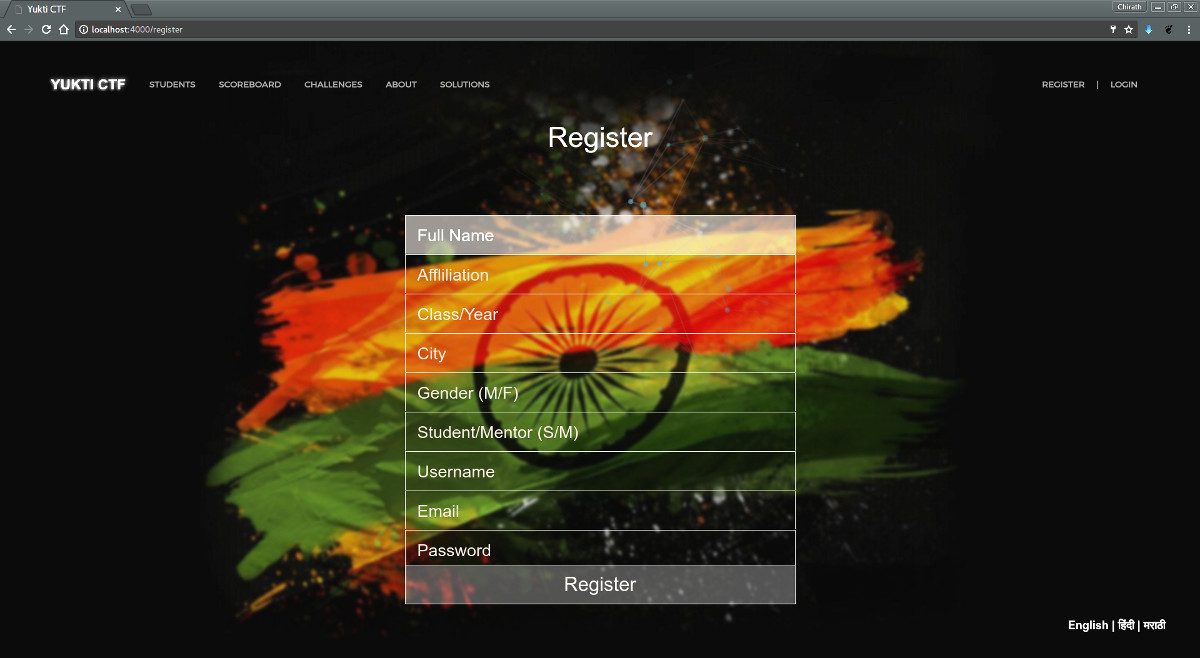 Yukti CTF
Chirath
localhost:4000/register
YUKTI CTF STUDENTS SCOREBOARD CHALLENGES ABOUT SOLUTIONS REGISTER | LOGIN
Register
Full Name
Affliliation
Class/Year
City
Gender (M/F)
Student/Mentor (S/M)
Username
Email
Password
Register
English | हिंदी | मराठी